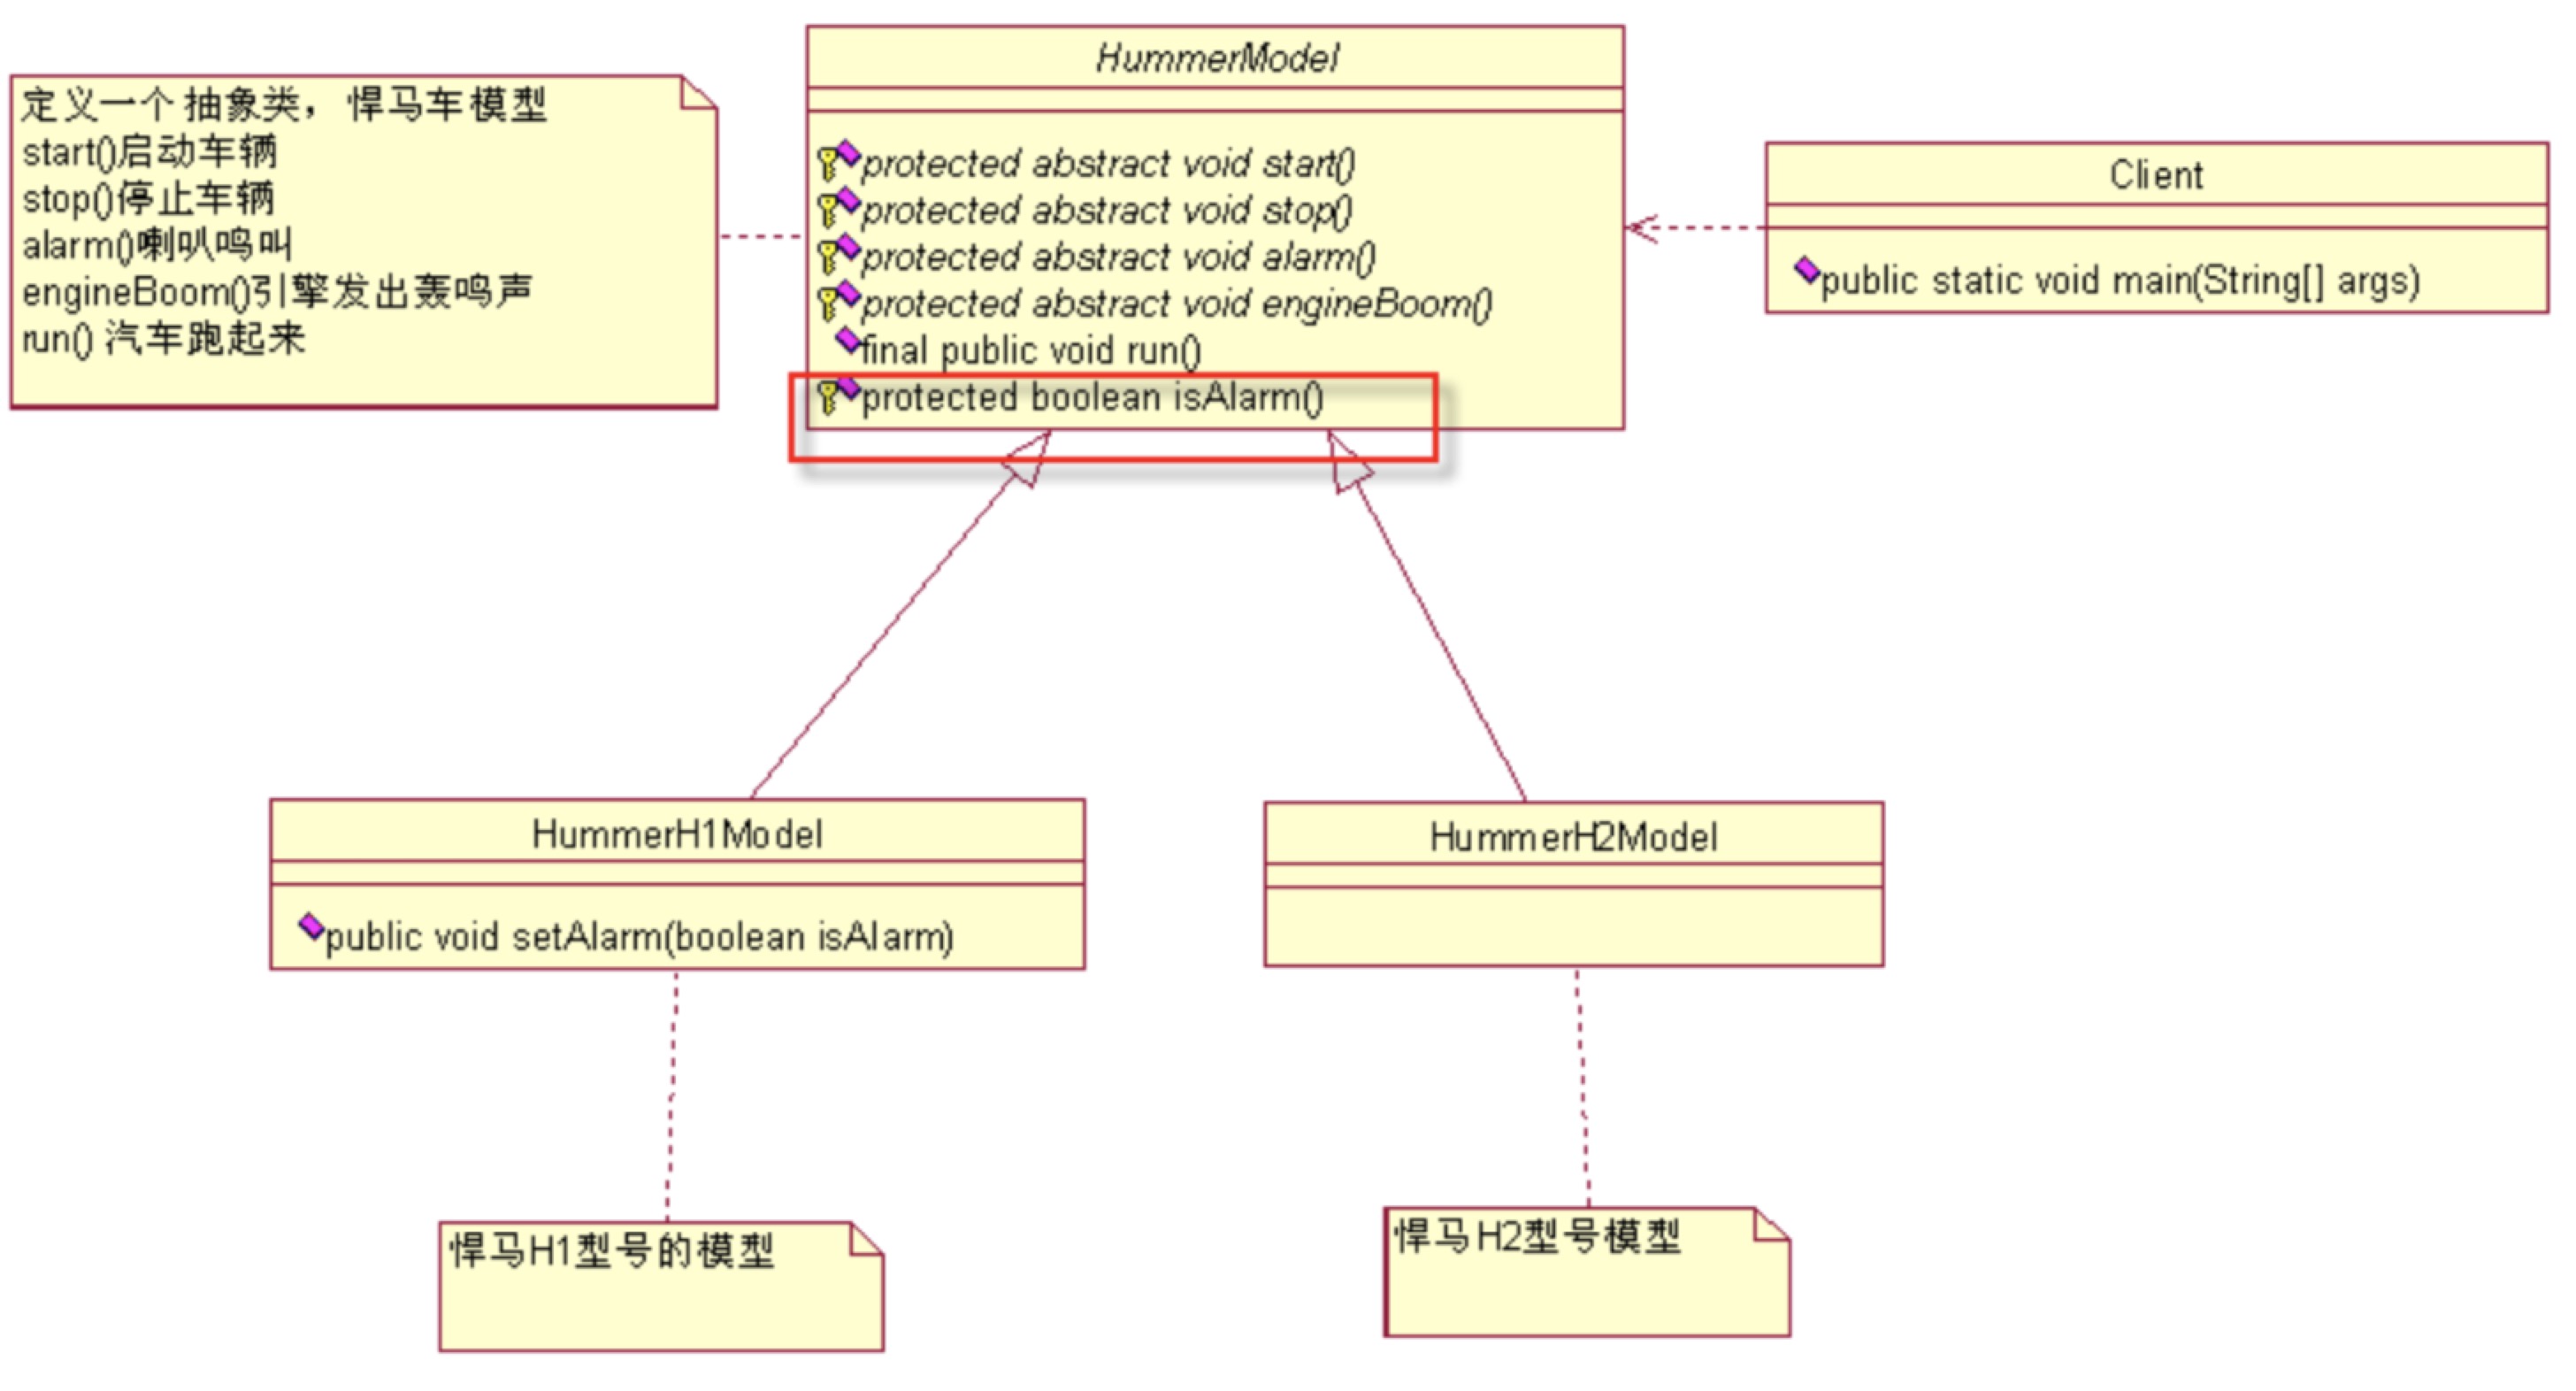 定义一个抽象类，悍马车模型
start()启动车辆
stop()停止车辆
alarm()喇叭鸣叫
engineBoom()引擎发出轰鸣声
run() 汽车跑起来
HummerModel
protected abstract void start()
protected abstract void stop()
protected abstract void alarm()
protected abstract void engineBoom()
final public void run()
protected boolean isAlarm()
Client
public static void main(String[] args)
HummerH1Model
public void setAlarm(boolean isAlarm)
HummerH2Model
悍马H1型号的模型
悍马H2型号模型